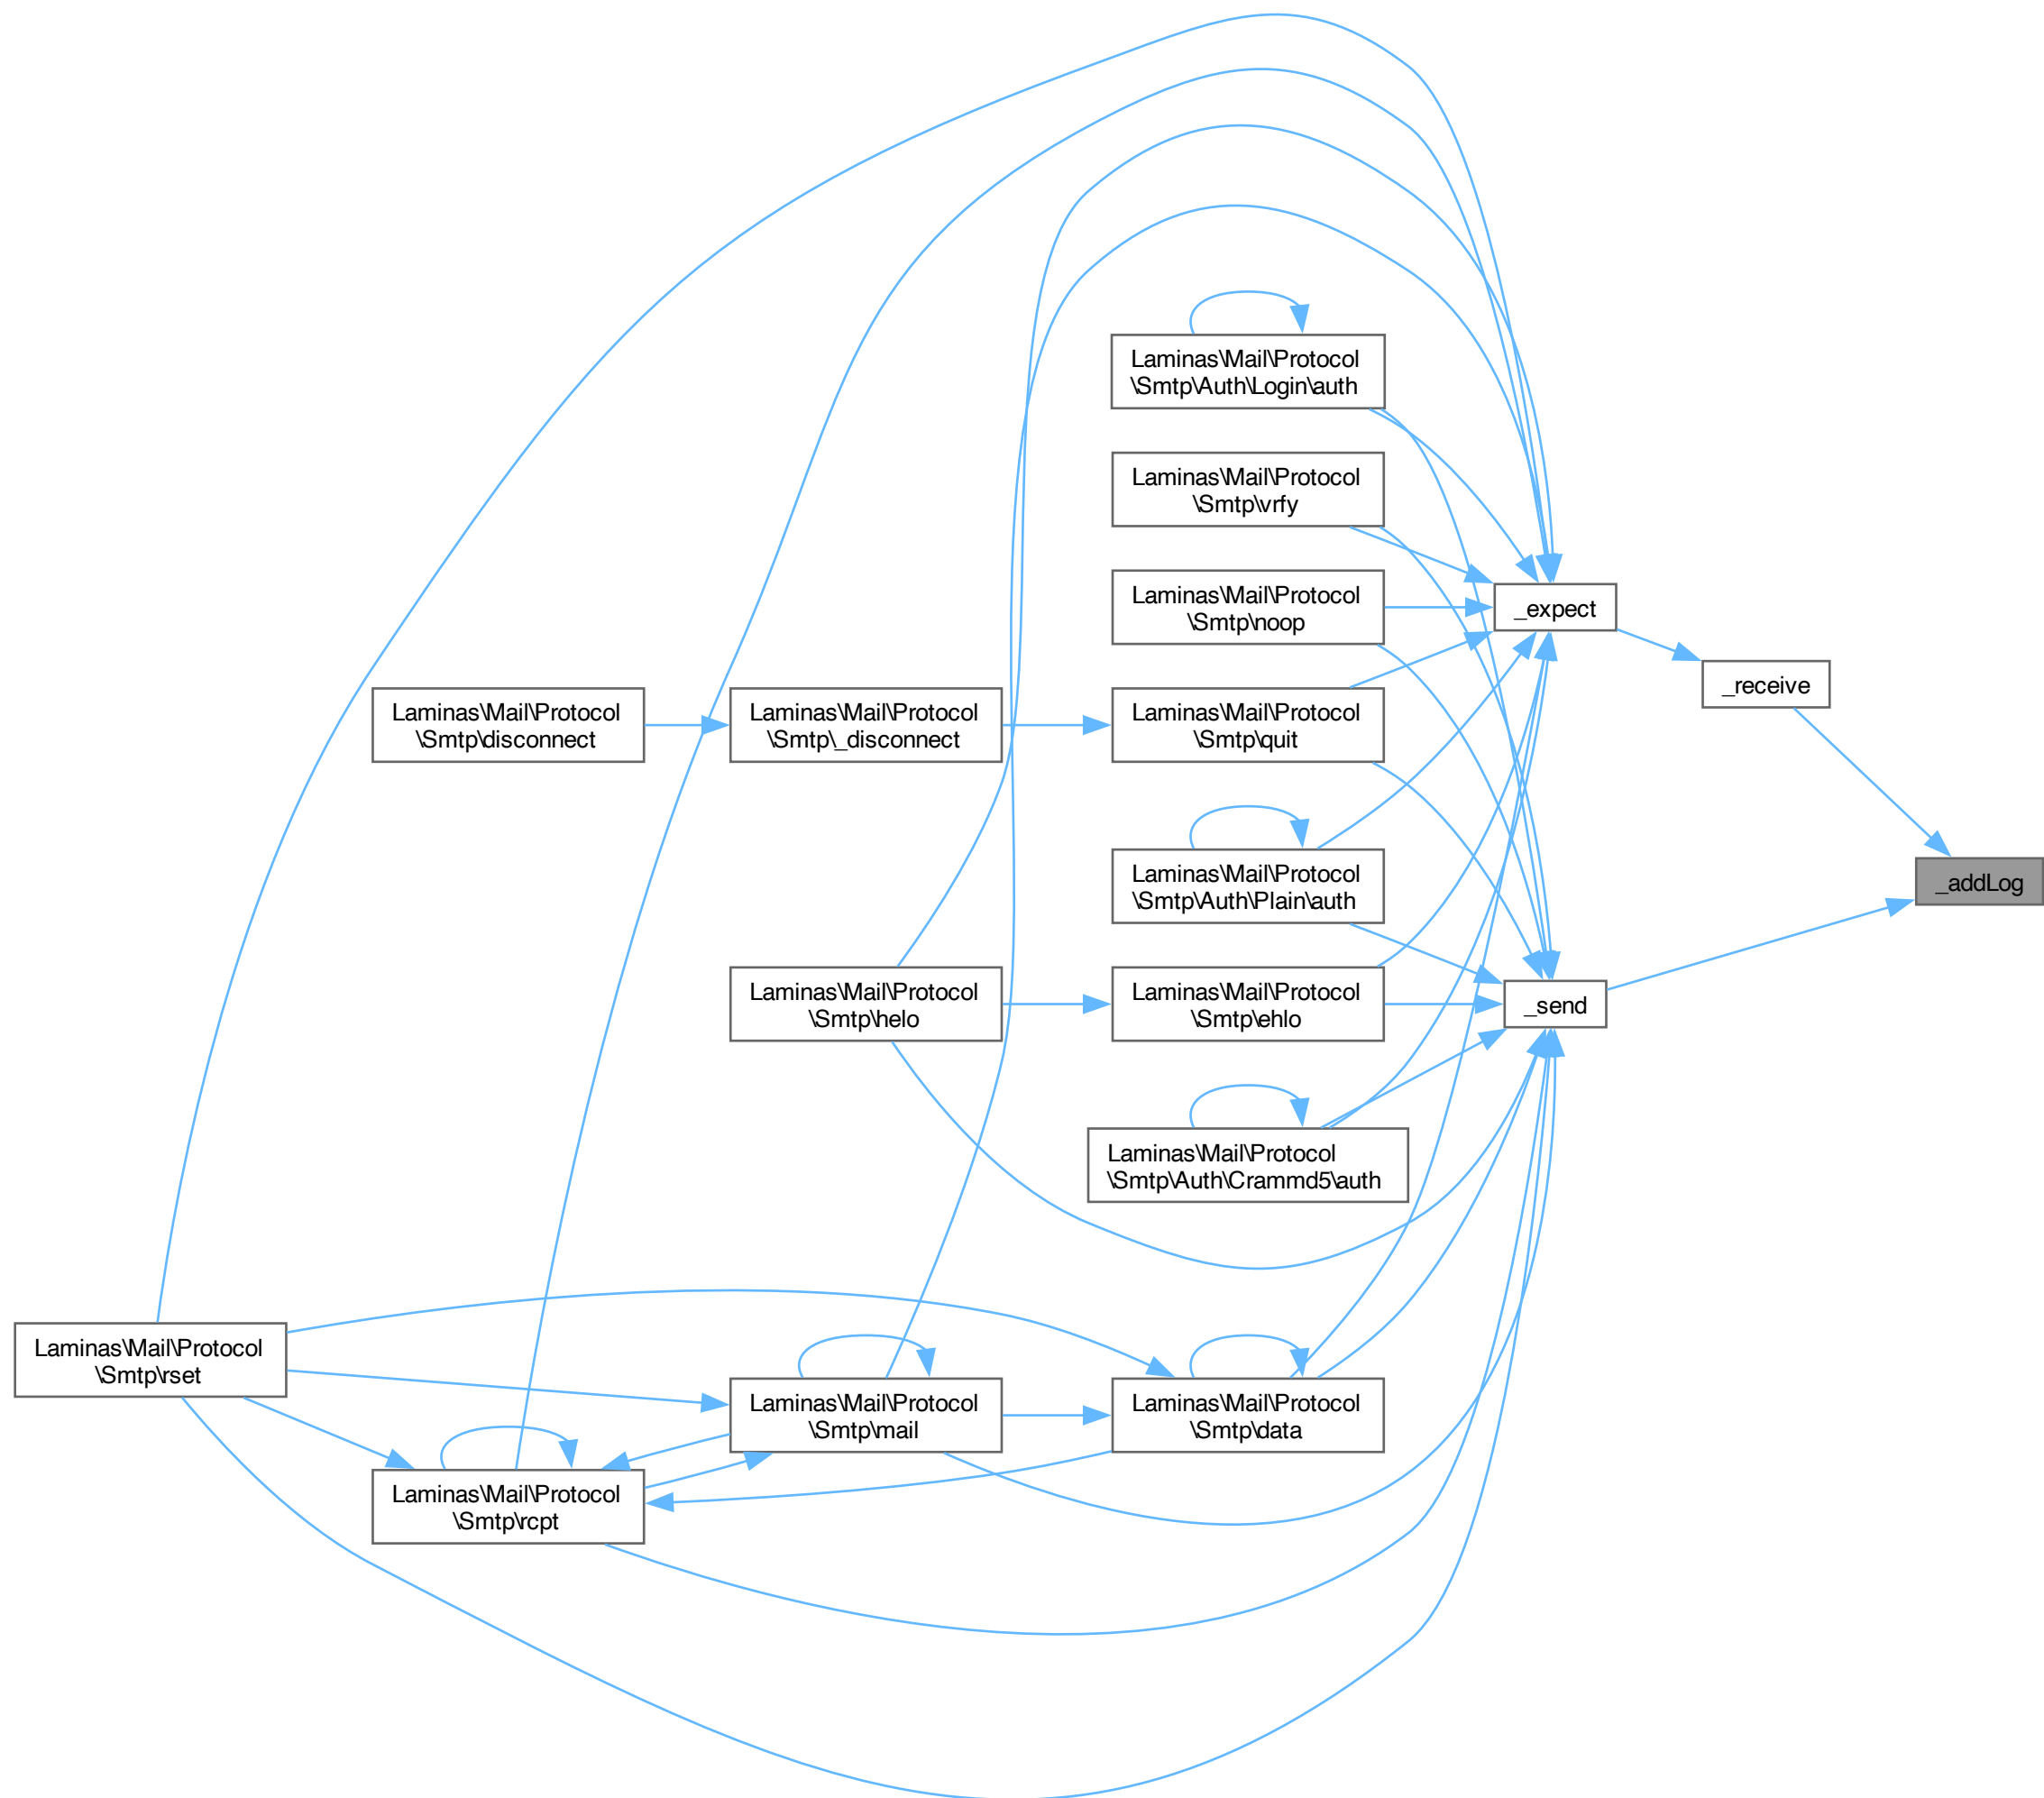 Laminas\Mail\Protocol
\Smtp\Auth\Login\auth
Laminas\Mail\Protocol
\Smtp\vrfy
Laminas\Mail\Protocol
\Smtp\noop
_expect
_receive
Laminas\Mail\Protocol
\Smtp\disconnect
Laminas\Mail\Protocol
\Smtp\_disconnect
Laminas\Mail\Protocol
\Smtp\quit
Laminas\Mail\Protocol
\Smtp\Auth\Plain\auth
_addLog
Laminas\Mail\Protocol
\Smtp\helo
Laminas\Mail\Protocol
\Smtp\ehlo
_send
Laminas\Mail\Protocol
\Smtp\Auth\Crammd5\auth
Laminas\Mail\Protocol
\Smtp\rset
Laminas\Mail\Protocol
\Smtp\mail
Laminas\Mail\Protocol
\Smtp\data
Laminas\Mail\Protocol
\Smtp\rcpt